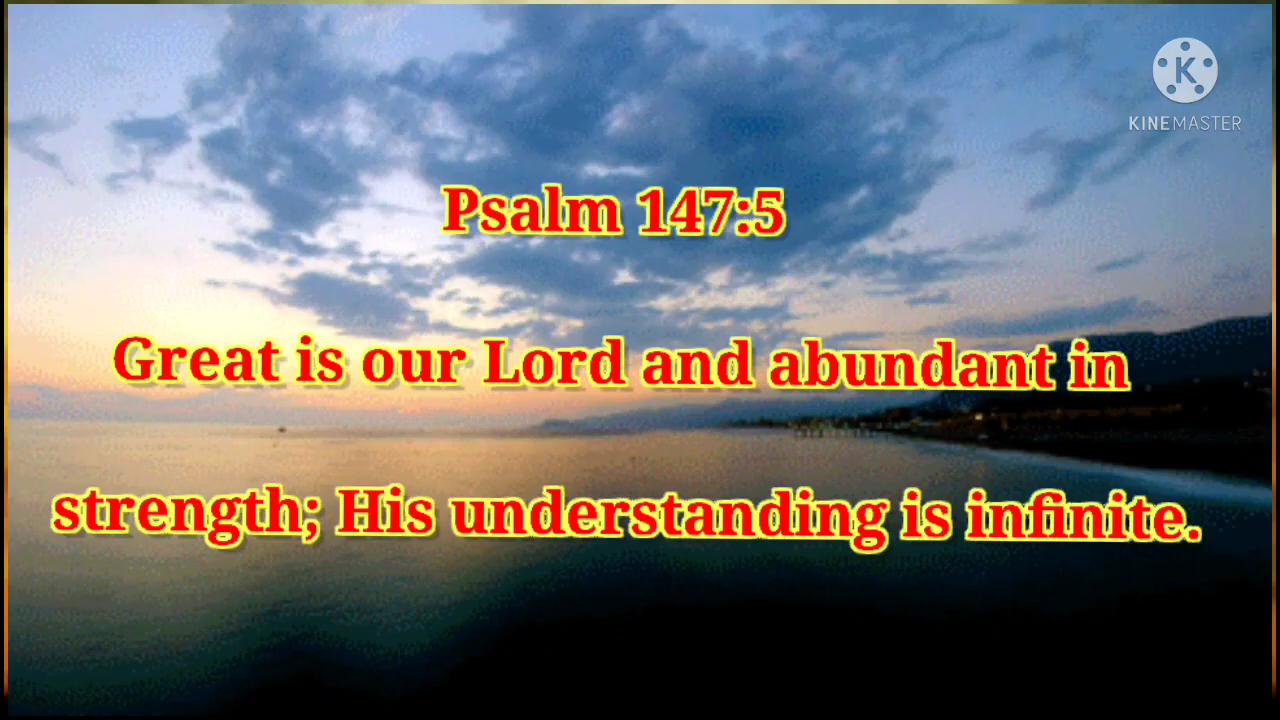 K
KINEMASTER
Psalm 147:5
Great is our Lord and abundant in
strength; His understanding is infinite.